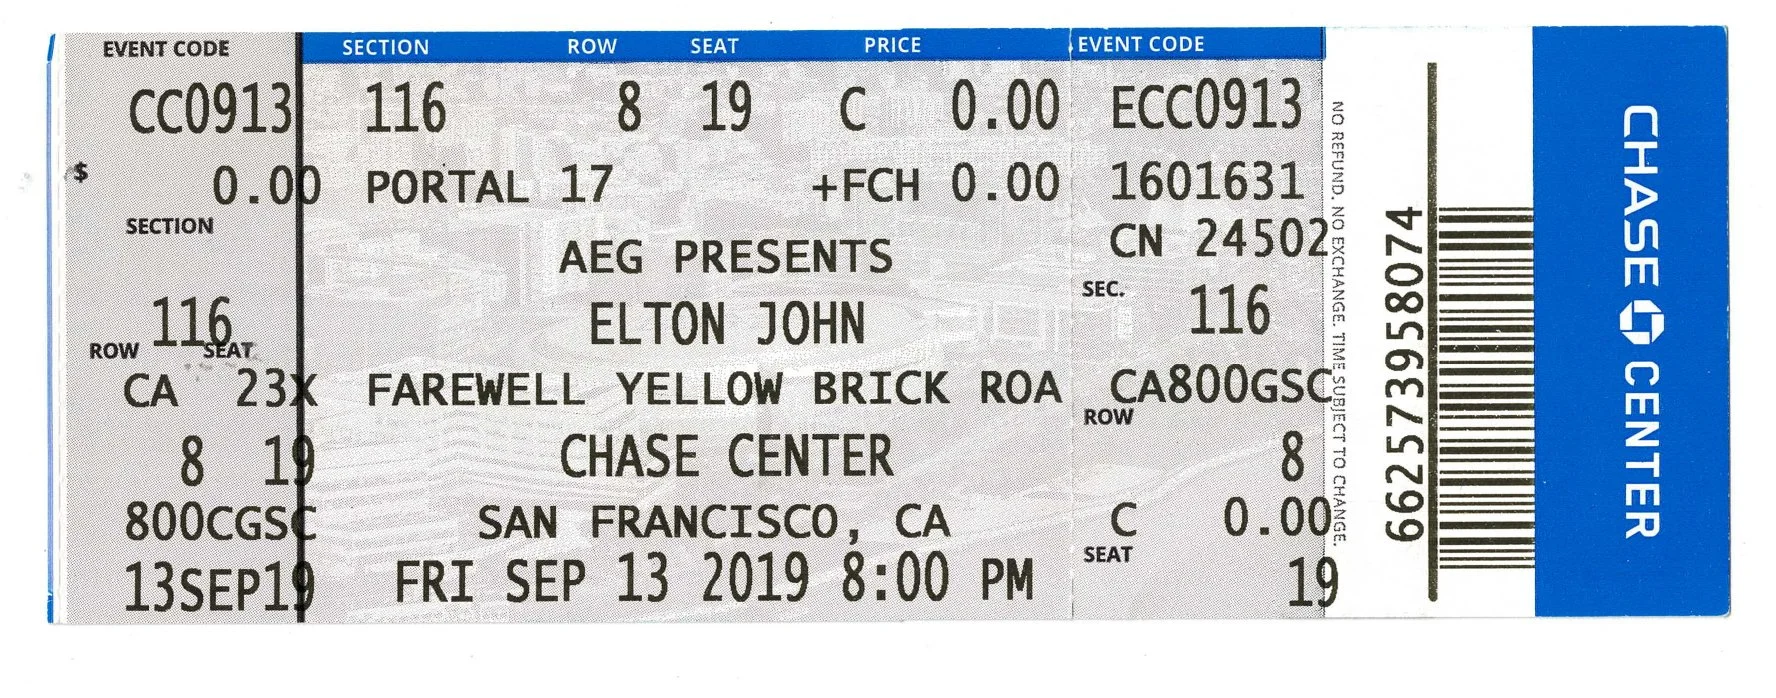 EVENT CODE
SECTION ROW SEAT PRICE
EVENT CODE
CC0913 116 8 19 C 0.00 ECC0913
$ 0.00 PORTAL 17 +FCH 0.00 1601631
SECTION
AEG PRESENTS
CN 24502
116
ELTON JOHN
SEC. 116
ROW SEAT
CA 23X FAREWELL YELLOW BRICK ROA CA800GSC
ROW
8 19 CHASE CENTER 8
800CGSC SAN FRANCISCO, CA C 0.00
SEAT
13SEP19 FRI SEP 13 2019 8:00 PM 19
NO REFUND. NO EXCHANGE. TIME SUBJECT TO CHANGE.
662573958074
CHASE CENTER